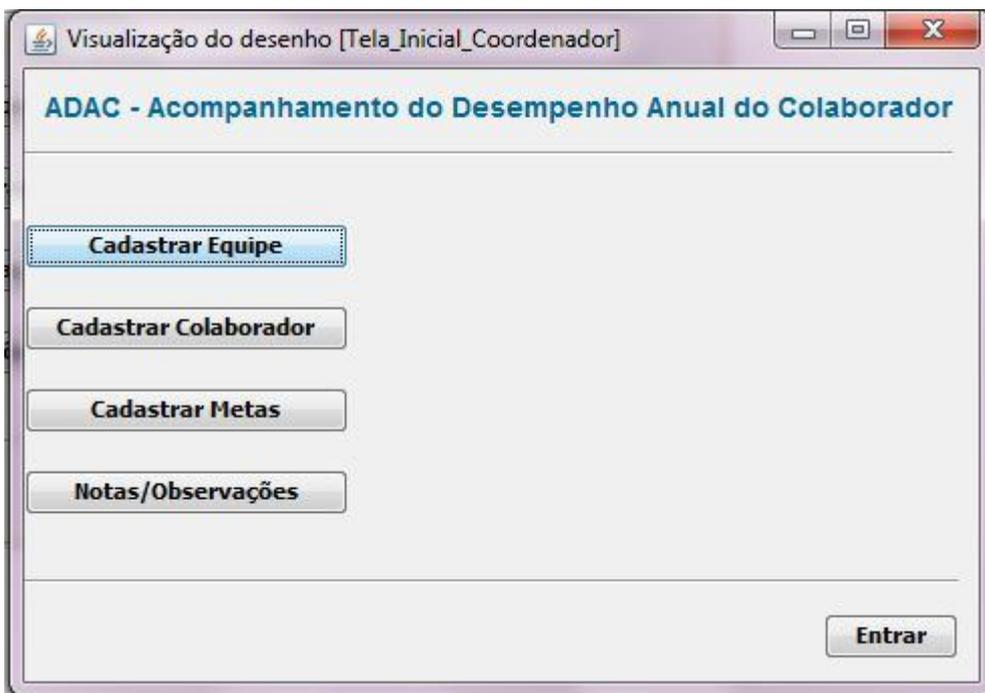 Visualização do desenho [Tela_Inicial_Coordenador]
ADAC - Acompanhamento do Desempenho Anual do Colaborador
Cadastrar Equipe
Cadastrar Colaborador
Cadastrar Metas
Notas/Observações
Entrar